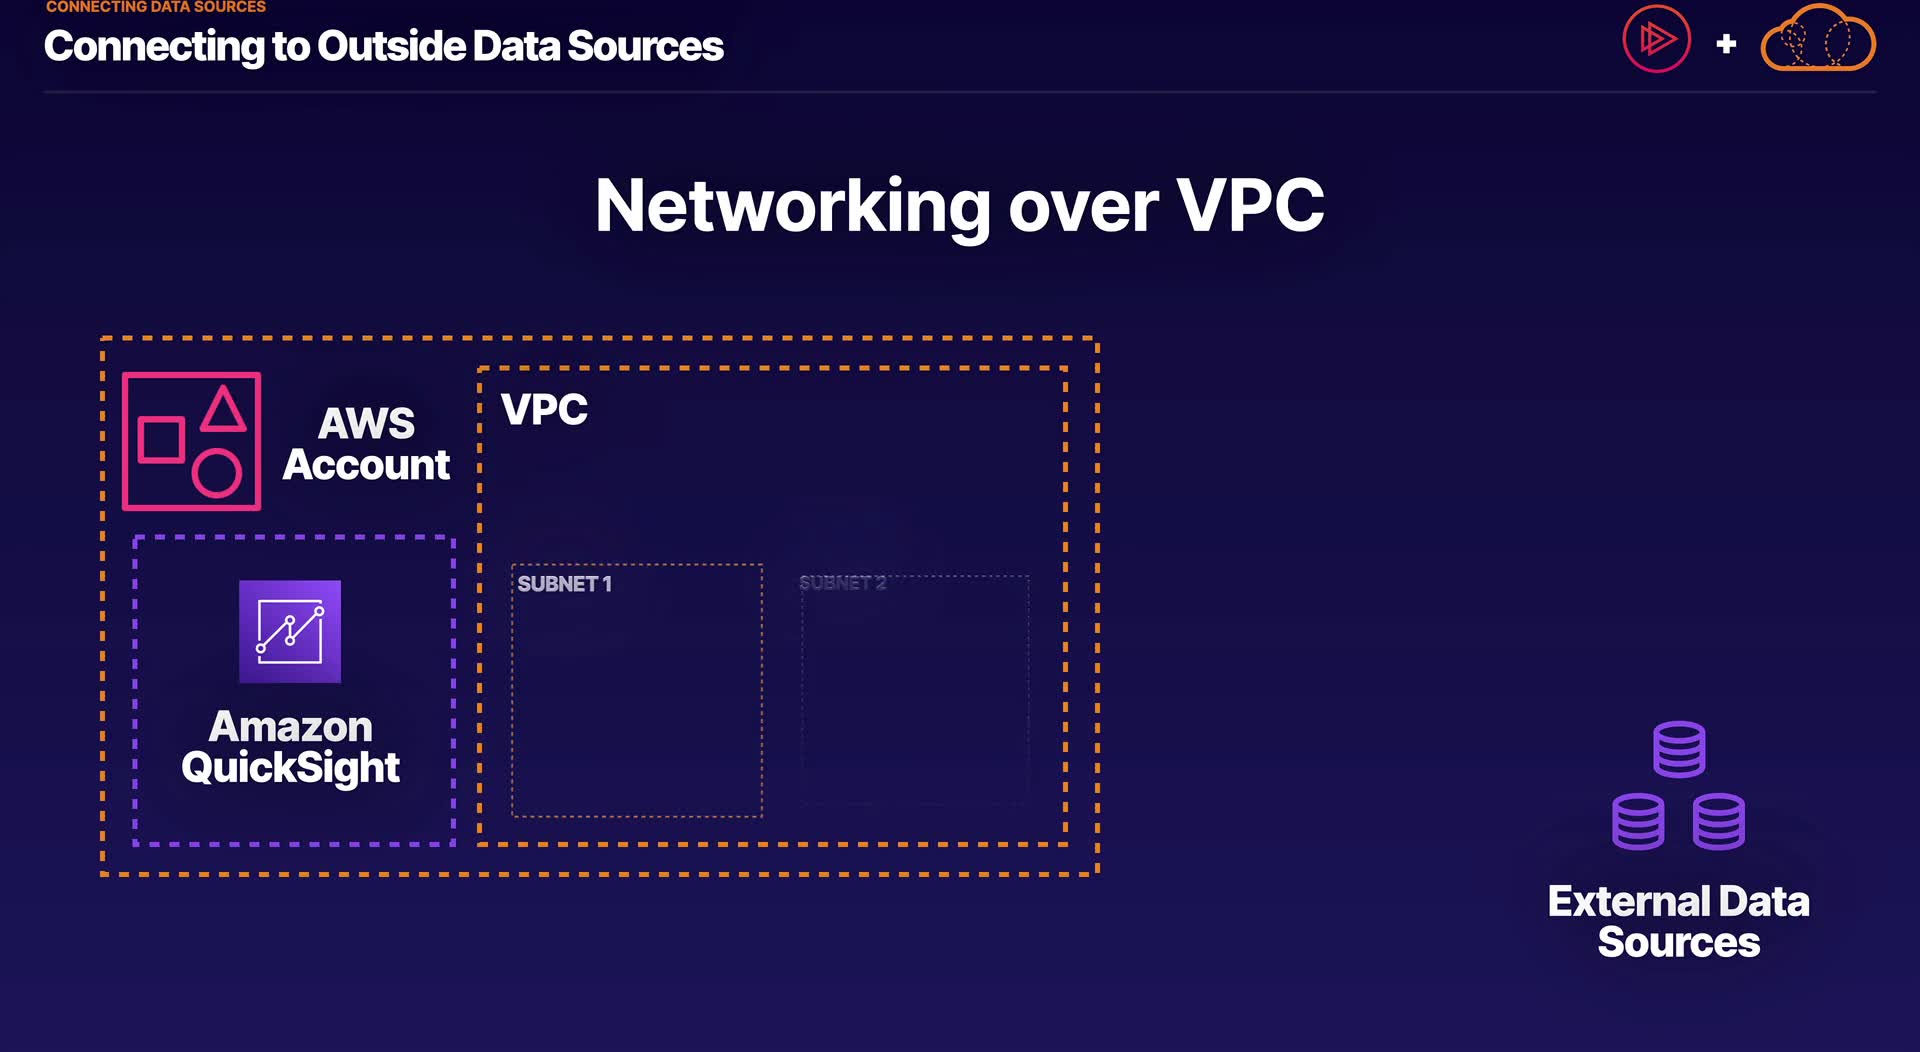 CONNECTING DATA SOURCES
Connecting to Outside Data Sources
Networking over VPC
AWS
Account
VPC
SUBNET 1
SUBNET 2
Amazon
QuickSight
External Data
Sources